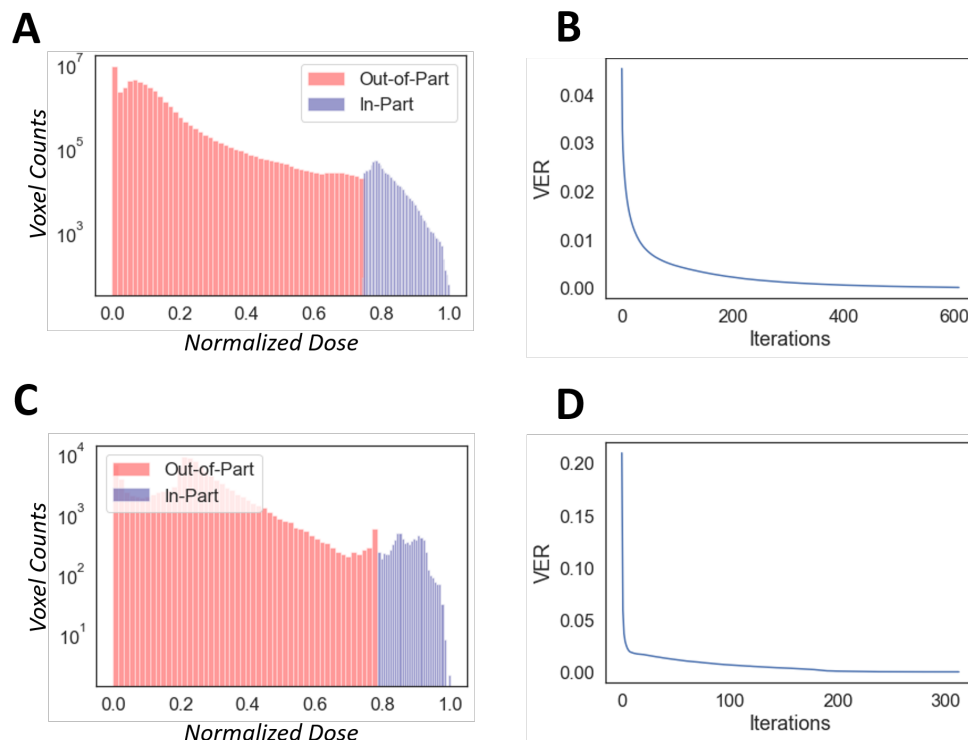 A
10^7
10^5
10^3
Voxel Counts
Out-of-Part
In-Part
0.0 0.2 0.4 0.6 0.8 1.0
Normalized Dose
B
0.04
0.03
0.02
0.01
0.00
VER
0 200 400 600
Iterations
C
10^4
10^3
10^2
10^1
Voxel Counts
Out-of-Part
In-Part
0.0 0.2 0.4 0.6 0.8 1.0
Normalized Dose
D
0.20
0.15
0.10
0.05
0.00
VER
0 100 200 300
Iterations